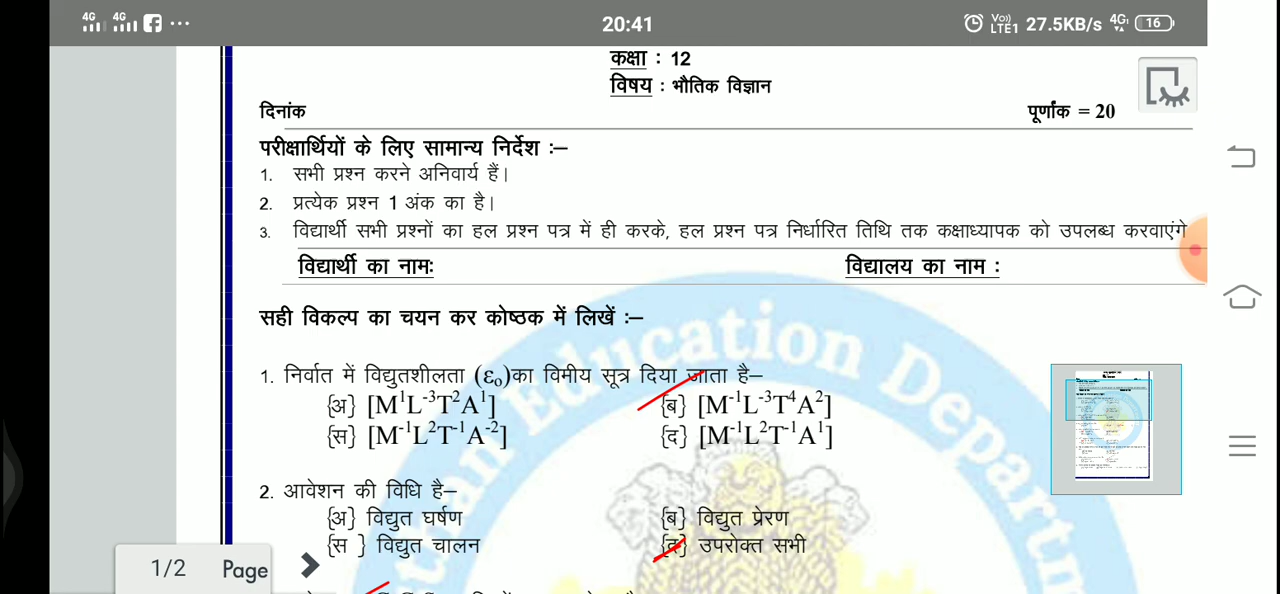 4G 4G 20:41 Vo)) LTE1 27.5KB/s 4G 16
कक्षा : 12
विषय : भौतिक विज्ञान
दिनांक पूर्णांक = 20
परीक्षार्थियों के लिए सामान्य निर्देश :–
1. सभी प्रश्न करने अनिवार्य हैं।
2. प्रत्येक प्रश्न 1 अंक का है।
3. विद्यार्थी सभी प्रश्नों का हल प्रश्न पत्र में ही करके, हल प्रश्न पत्र निर्धारित तिथि तक कक्षाध्यापक को उपलब्ध करवाएंगे
विद्यार्थी का नामः विद्यालय का नाम :
सही विकल्प का चयन कर कोष्ठक में लिखें :–
1. निर्वात में विद्युतशीलता (ε₀)का विमीय सूत्र दिया जाता है–
{अ} [M¹L⁻³T²A¹] {ब} [M⁻¹L⁻³T⁴A²]
{स} [M⁻¹L²T⁻¹A⁻²] {द} [M⁻¹L²T⁻¹A¹]
2. आवेशन की विधि है–
{अ} विद्युत घर्षण {ब} विद्युत प्रेरण
{स } विद्युत चालन {द} उपरोक्त सभी
1/2 Page
Education Depar